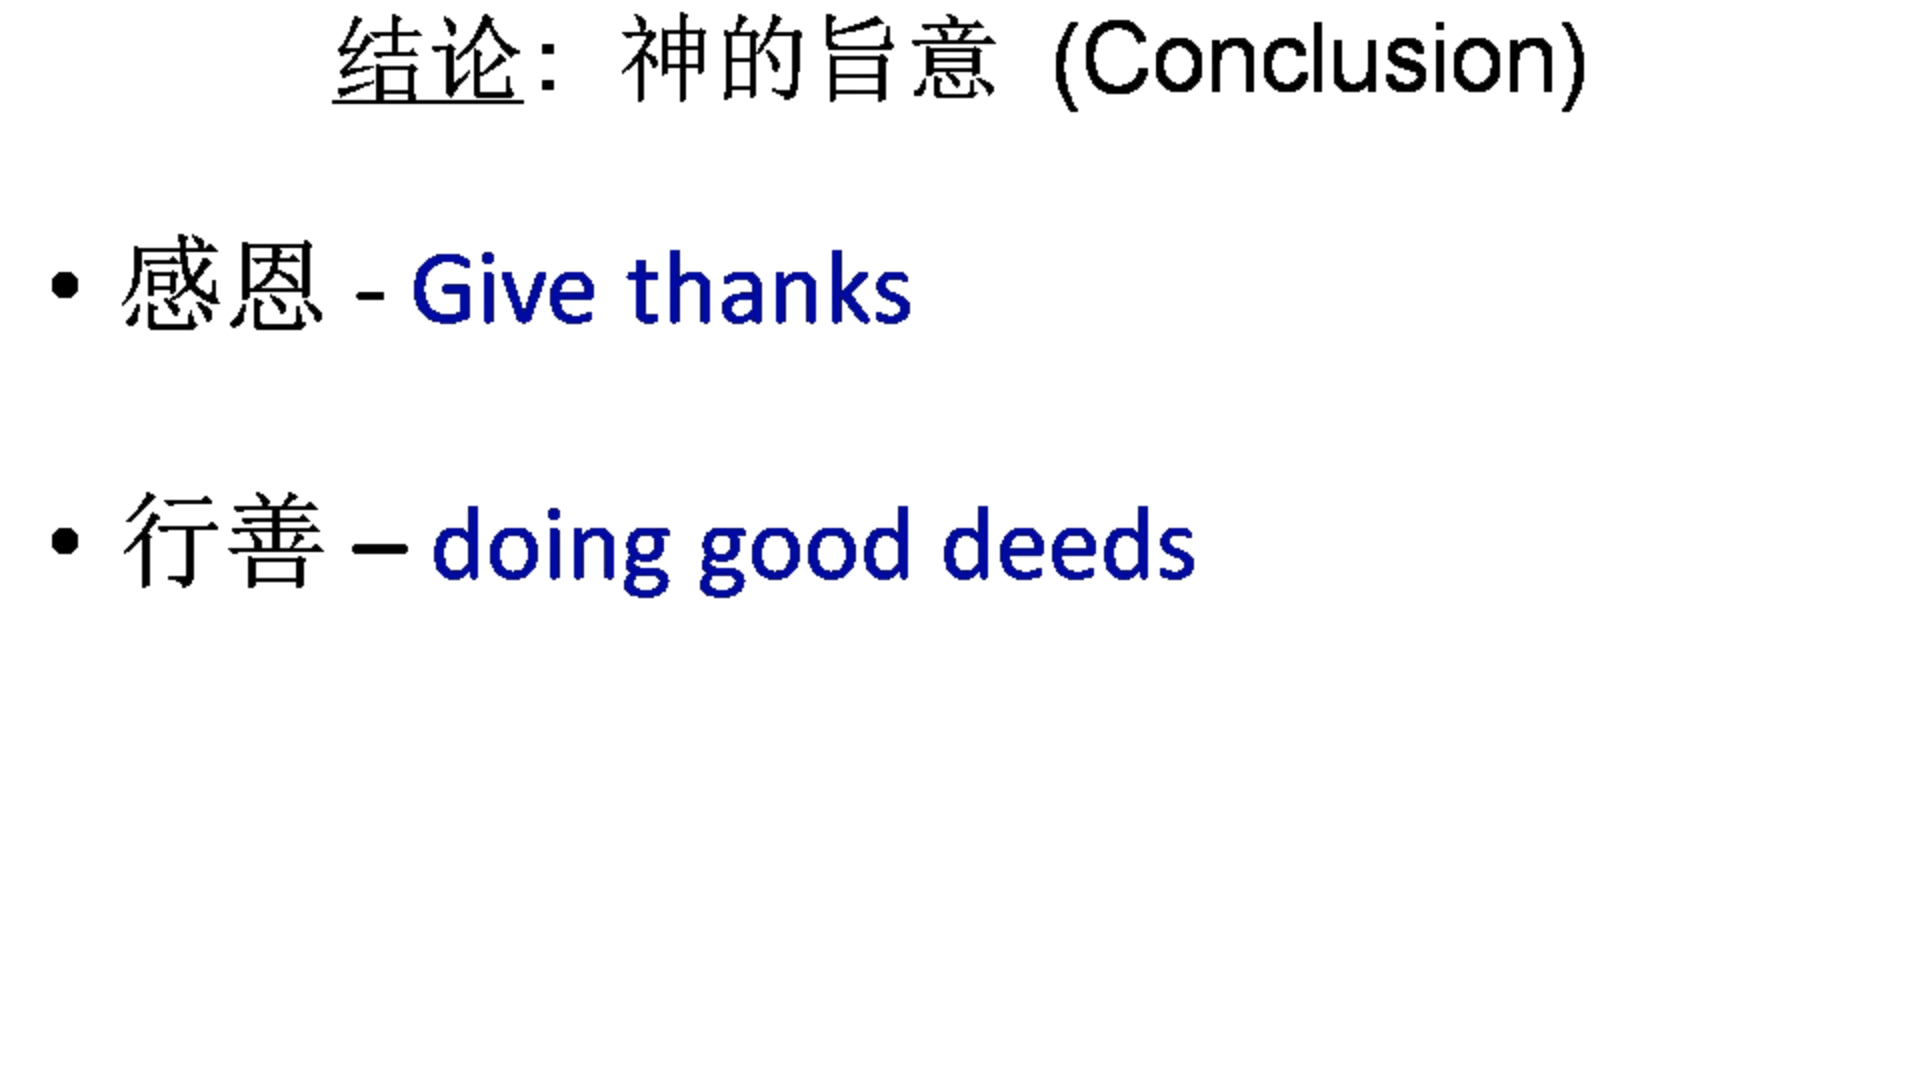 结论：神的旨意 (Conclusion)
• 感恩 - Give thanks
• 行善 – doing good deeds